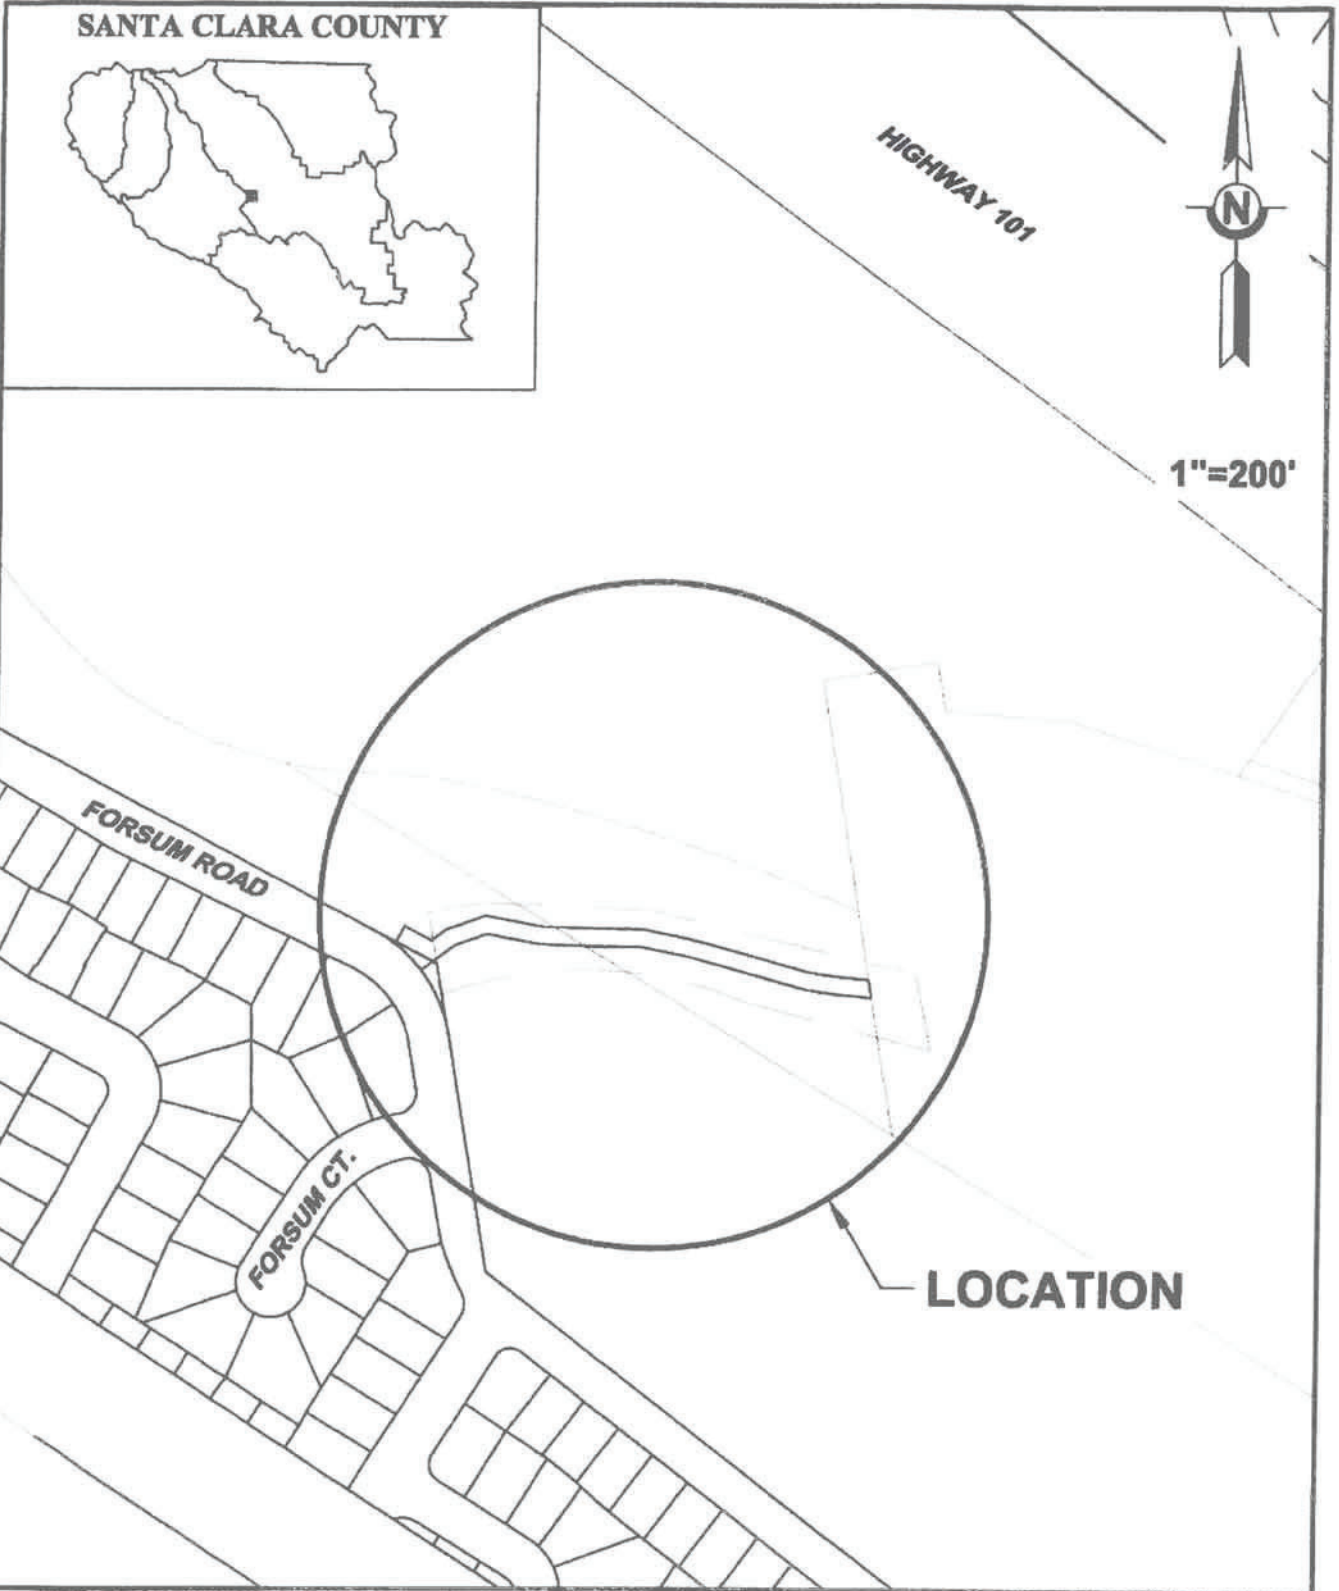 SANTA CLARA COUNTY
HIGHWAY 101
N
1"=200'
FORSUM ROAD
FORSUM CT.
LOCATION